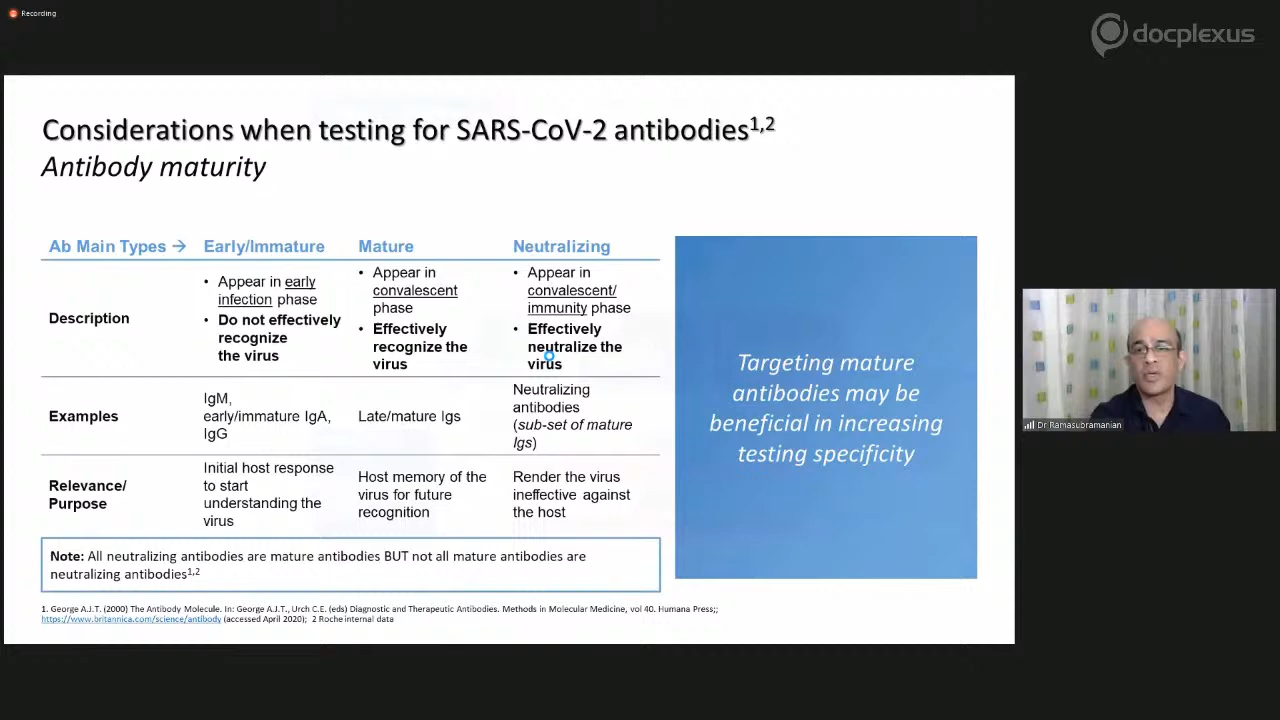 Recording
docplexus
Considerations when testing for SARS-CoV-2 antibodies1,2
Antibody maturity
Ab Main Types → Early/Immature Mature Neutralizing
Description
• Appear in early
infection phase
• Do not effectively
recognize
the virus
• Appear in
convalescent
phase
• Effectively
recognize the
virus
• Appear in
convalescent/
immunity phase
• Effectively
neutralize the
virus
Examples
IgM,
early/immature IgA,
IgG
Late/mature Igs
Neutralizing
antibodies
(sub-set of mature
Igs)
Relevance/
Purpose
Initial host response
to start
understanding the
virus
Host memory of the
virus for future
recognition
Render the virus
ineffective against
the host
Note: All neutralizing antibodies are mature antibodies BUT not all mature antibodies are
neutralizing antibodies1,2
Targeting mature
antibodies may be
beneficial in increasing
testing specificity
1. George A.J.T. (2000) The Antibody Molecule. In: George A.J.T., Urch C.E. (eds) Diagnostic and Therapeutic Antibodies. Methods in Molecular Medicine, vol 40. Humana Press;;
https://www.britannica.com/science/antibody (accessed April 2020); 2 Roche internal data
Dr Ramasubramanian